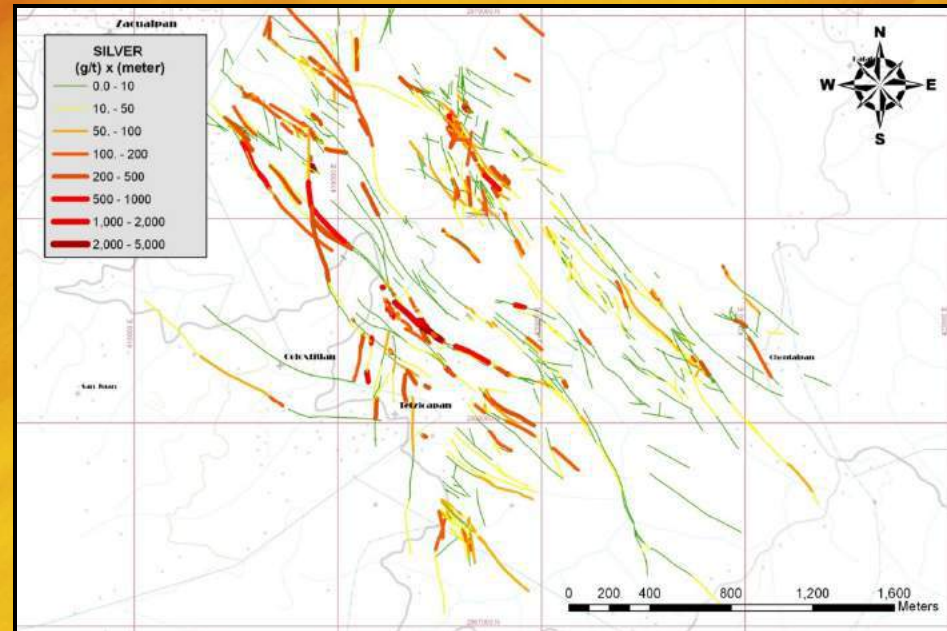 Zacualpan
SILVER
(g/t) x (meter)
0.0 - 10
10. - 50
50. - 100
100. - 200
200 - 500
500 - 1000
1,000 - 2,000
2,000 - 5,000
N
W E
S
Coloxtitlan
San Juan
Tetzicapan
Chontalpan
0 200 400 800 1,200 1,600
Meters